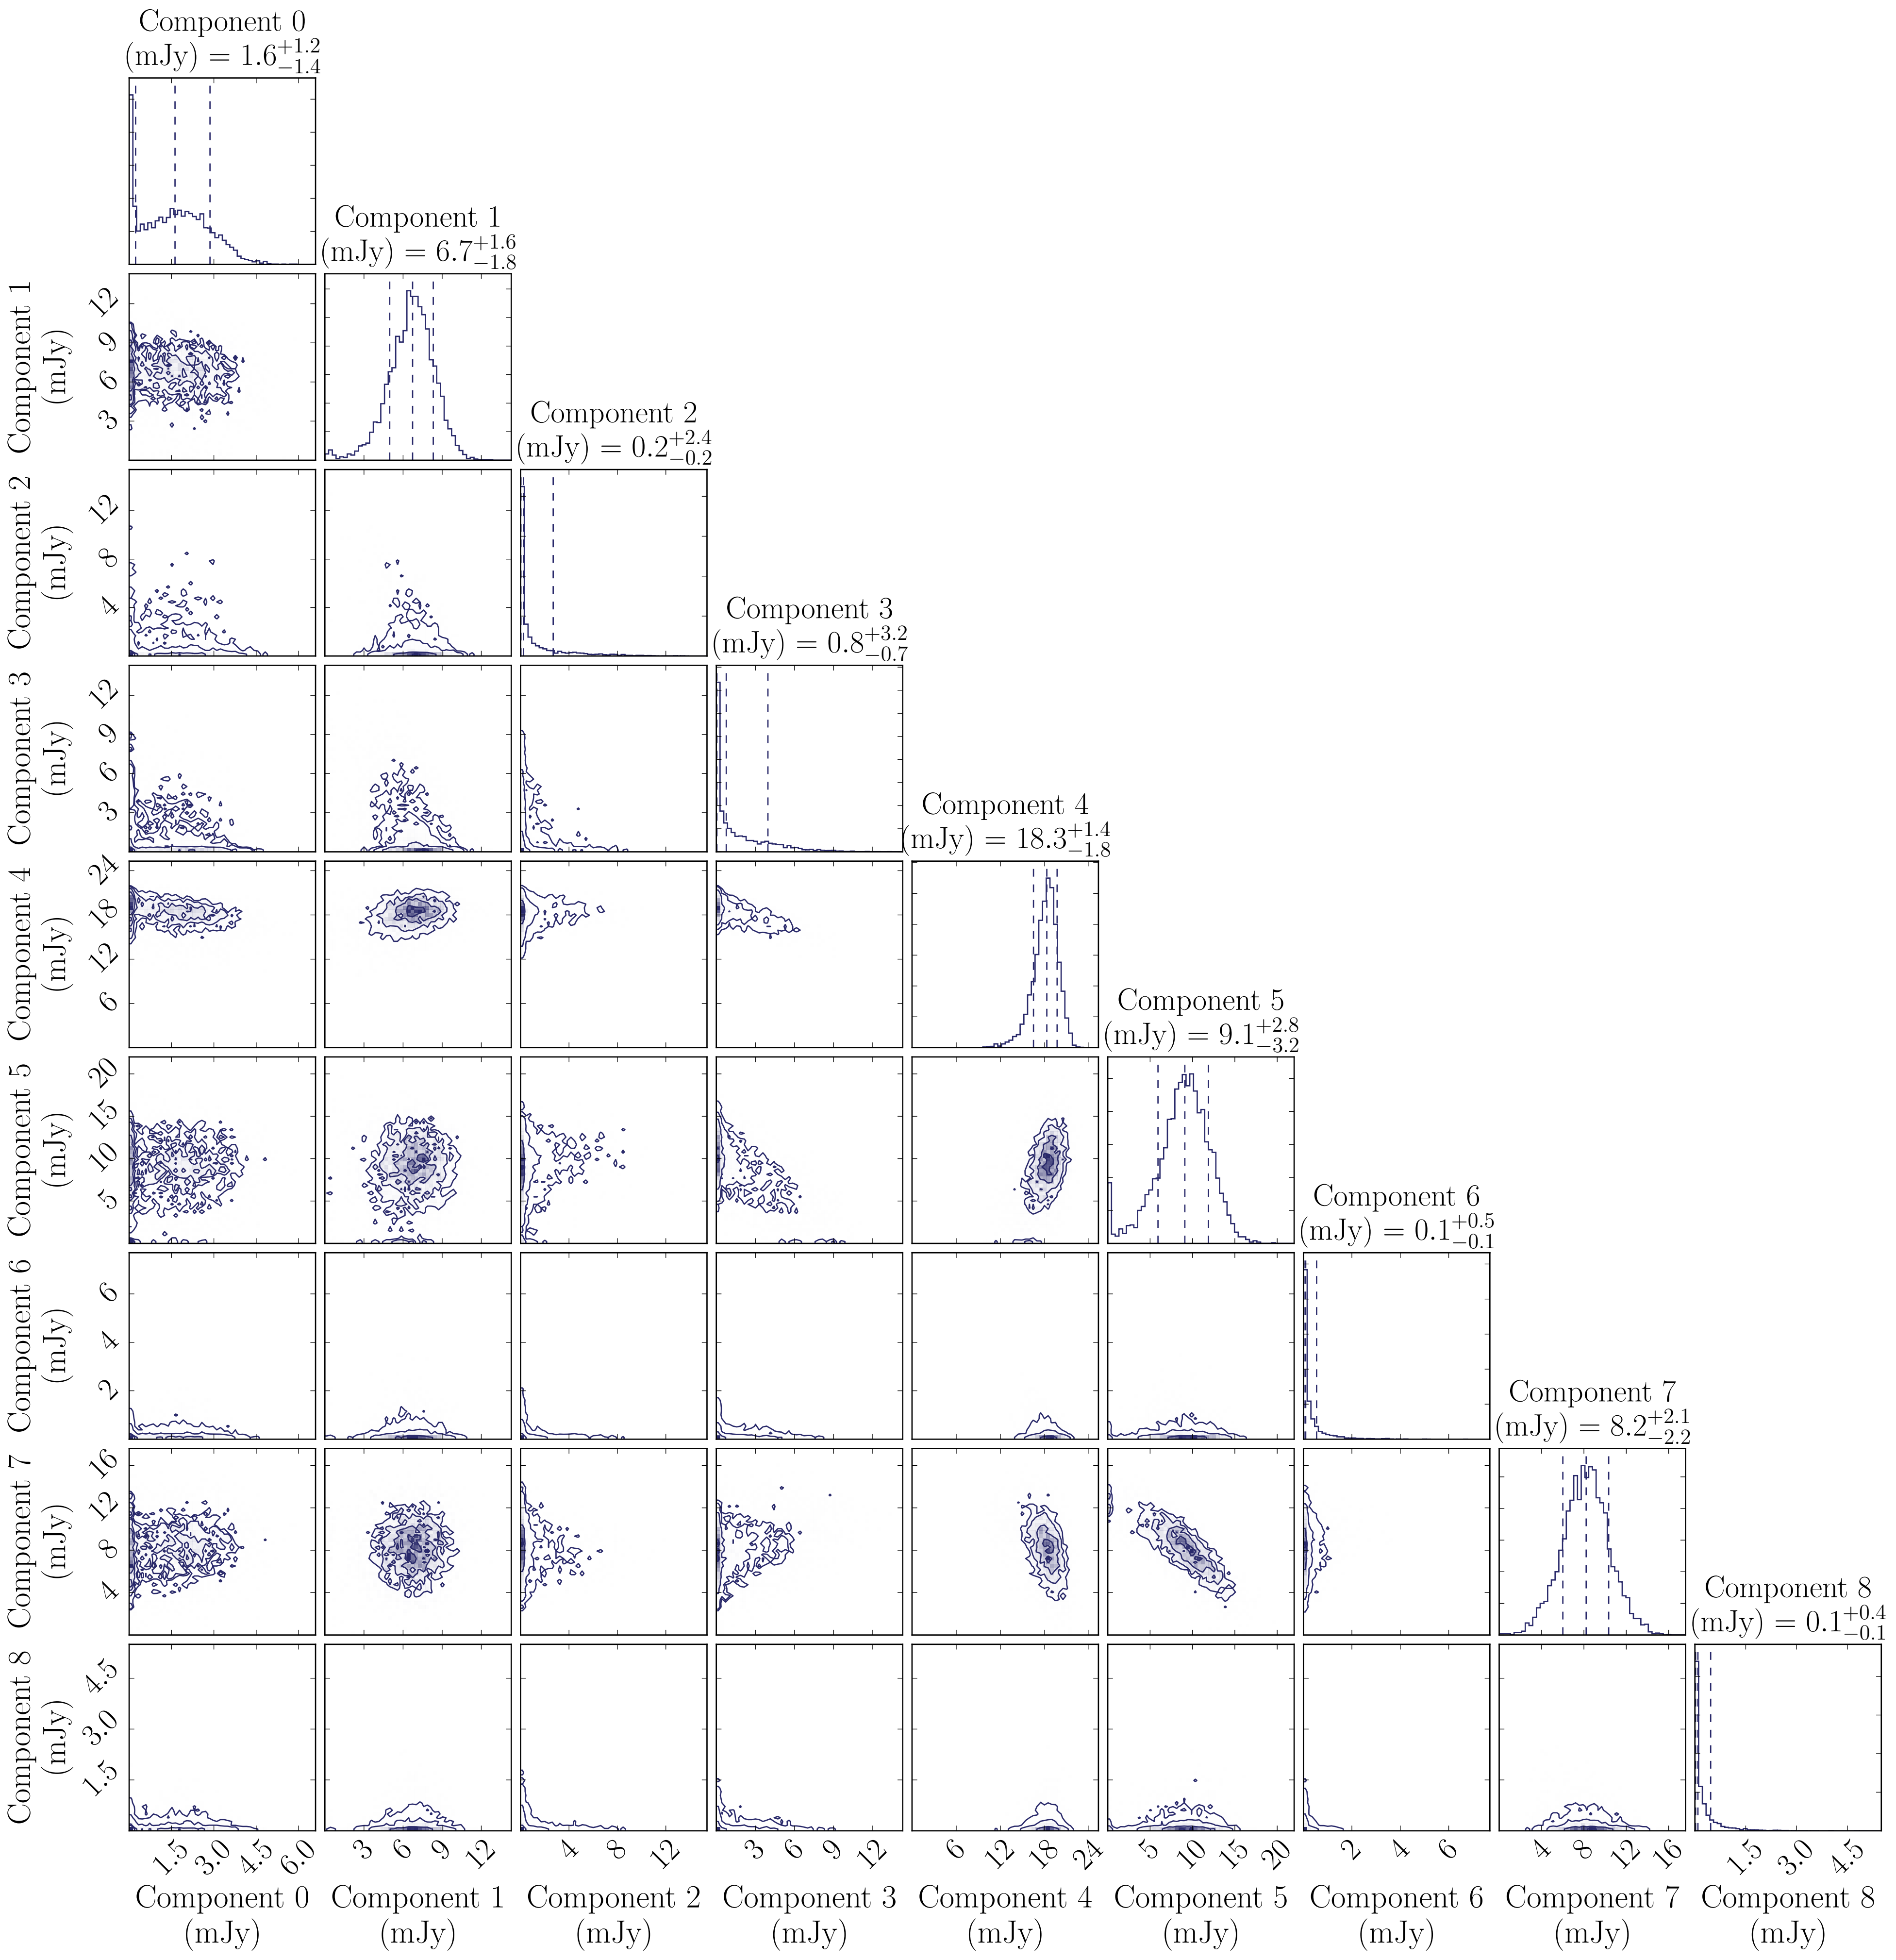 Component 0
(mJy) = 1.6^{+1.2}_{-1.4}
Component 1
(mJy) = 6.7^{+1.6}_{-1.8}
Component 2
(mJy) = 0.2^{+2.4}_{-0.2}
Component 3
(mJy) = 0.8^{+3.2}_{-0.7}
Component 4
(mJy) = 18.3^{+1.4}_{-1.8}
Component 5
(mJy) = 9.1^{+2.8}_{-3.2}
Component 6
(mJy) = 0.1^{+0.5}_{-0.1}
Component 7
(mJy) = 8.2^{+2.1}_{-2.2}
Component 8
(mJy) = 0.1^{+0.4}_{-0.1}
Component 1
(mJy)
12
9
6
3
Component 2
(mJy)
12
8
4
Component 3
(mJy)
12
9
6
3
Component 4
(mJy)
24
18
12
6
Component 5
(mJy)
20
15
10
5
Component 6
(mJy)
6
4
2
Component 7
(mJy)
16
12
8
4
Component 8
(mJy)
4.5
3.0
1.5
1.5 3.0 4.5 6.0 3 6 9 12 4 8 12 3 6 9 12 6 12 18 24 5 10 15 20 2 4 6 4 8 12 16 1.5 3.0 4.5
Component 0 Component 1 Component 2 Component 3 Component 4 Component 5 Component 6 Component 7 Component 8
(mJy) (mJy) (mJy) (mJy) (mJy) (mJy) (mJy) (mJy) (mJy)